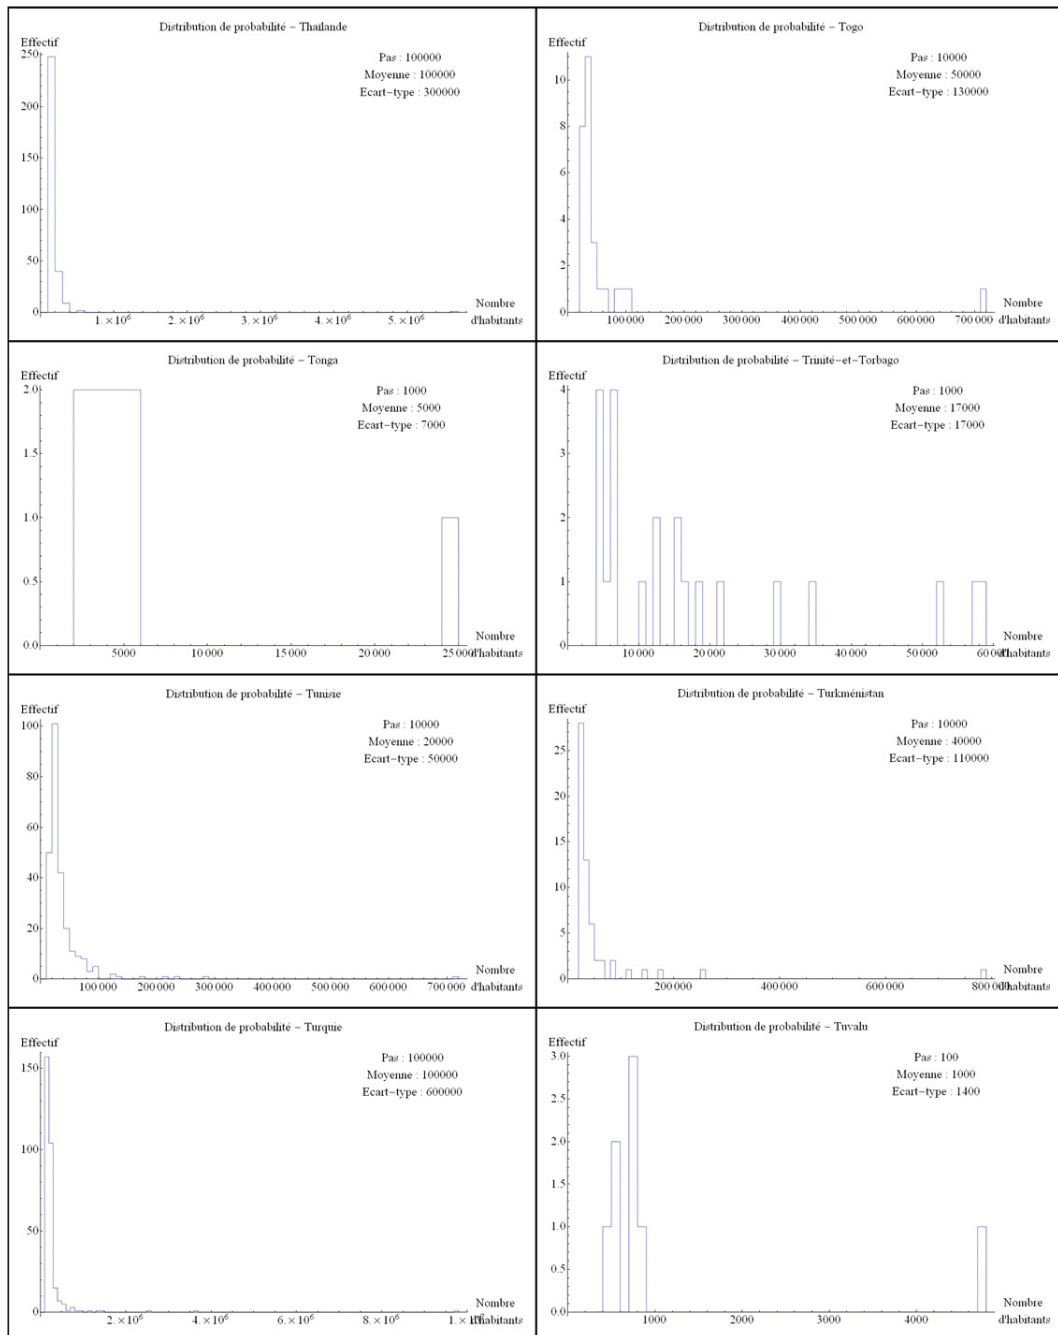 Distribution de probabilité – Thaïlande
Effectif
Pas : 100000
Moyenne : 100000
Ecart–type : 300000
250
200
150
100
50
0
1.×10⁶ 2.×10⁶ 3.×10⁶ 4.×10⁶ 5.×10⁶
Nombre
d'habitants
Distribution de probabilité – Togo
Effectif
Pas : 10000
Moyenne : 50000
Ecart–type : 130000
10
8
6
4
2
0
100000 200000 300000 400000 500000 600000 700000
Nombre
d'habitants
Distribution de probabilité – Tonga
Effectif
Pas : 1000
Moyenne : 5000
Ecart–type : 7000
2.0
1.5
1.0
0.5
0.0
5000 10000 15000 20000 25000
Nombre
d'habitants
Distribution de probabilité – Trinité–et–Torbago
Effectif
Pas : 1000
Moyenne : 17000
Ecart–type : 17000
4
3
2
1
0
10000 20000 30000 40000 50000 60000
Nombre
d'habitants
Distribution de probabilité – Tunisie
Effectif
Pas : 10000
Moyenne : 20000
Ecart–type : 50000
100
80
60
40
20
0
100000 200000 300000 400000 500000 600000 700000
Nombre
d'habitants
Distribution de probabilité – Turkménistan
Effectif
Pas : 10000
Moyenne : 40000
Ecart–type : 110000
25
20
15
10
5
0
200000 400000 600000 800000
Nombre
d'habitants
Distribution de probabilité – Turquie
Effectif
Pas : 100000
Moyenne : 100000
Ecart–type : 600000
150
100
50
0
2.×10⁶ 4.×10⁶ 6.×10⁶ 8.×10⁶
Nombre
d'habitants
Distribution de probabilité – Tuvalu
Effectif
Pas : 100
Moyenne : 1000
Ecart–type : 1400
3.0
2.5
2.0
1.5
1.0
0.5
0.0
1000 2000 3000 4000
Nombre
d'habitants